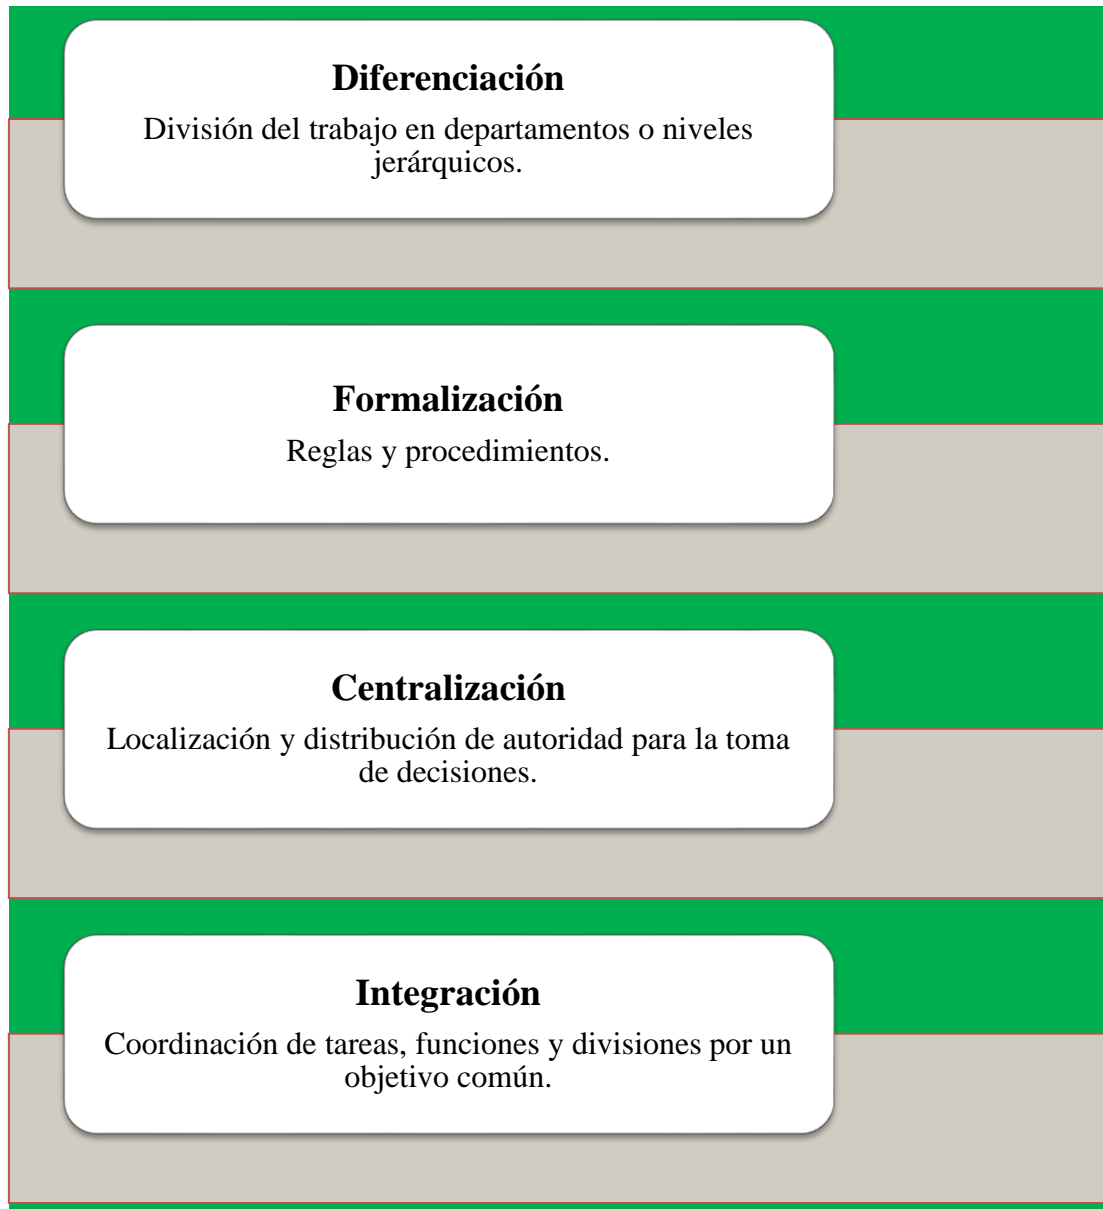 Diferenciación
División del trabajo en departamentos o niveles
jerárquicos.
Formalización
Reglas y procedimientos.
Centralización
Localización y distribución de autoridad para la toma
de decisiones.
Integración
Coordinación de tareas, funciones y divisiones por un
objetivo común.